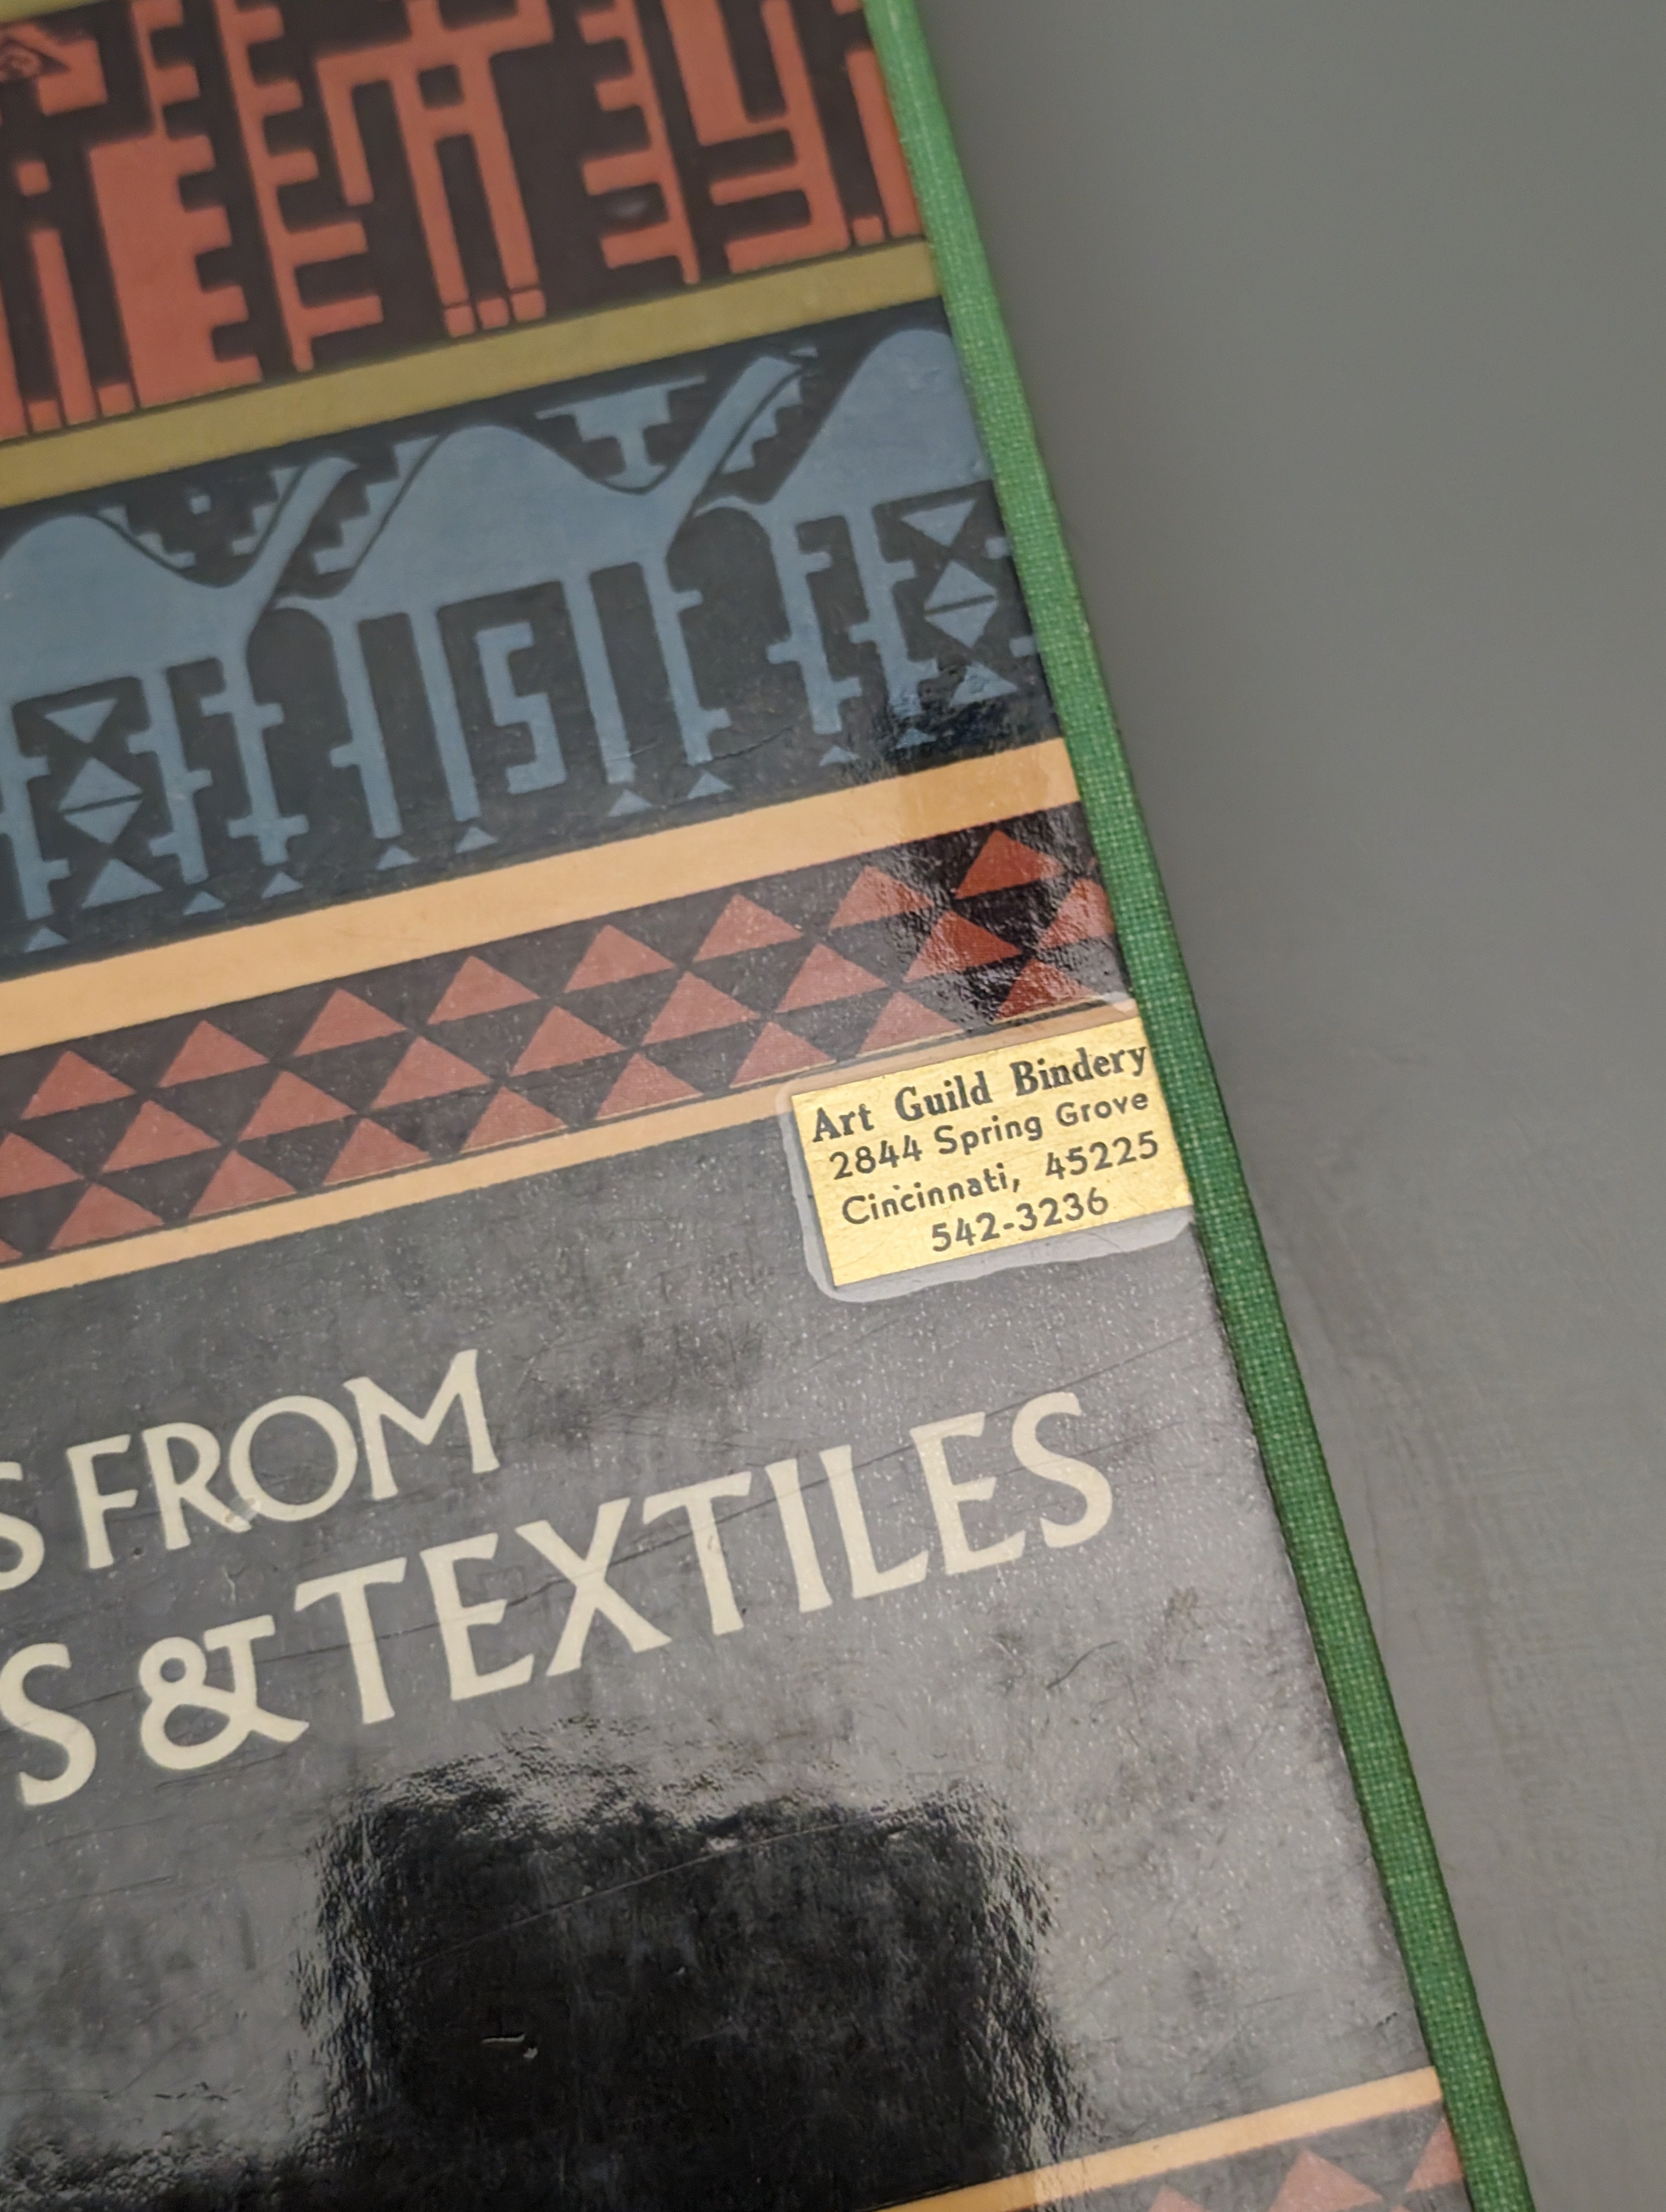 Art Guild Bindery
2844 Spring Grove
Cincinnati, 45225
542-3236
S FROM
S & TEXTILES